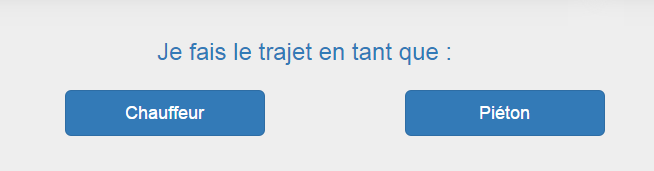 Je fais le trajet en tant que :
Chauffeur Piéton